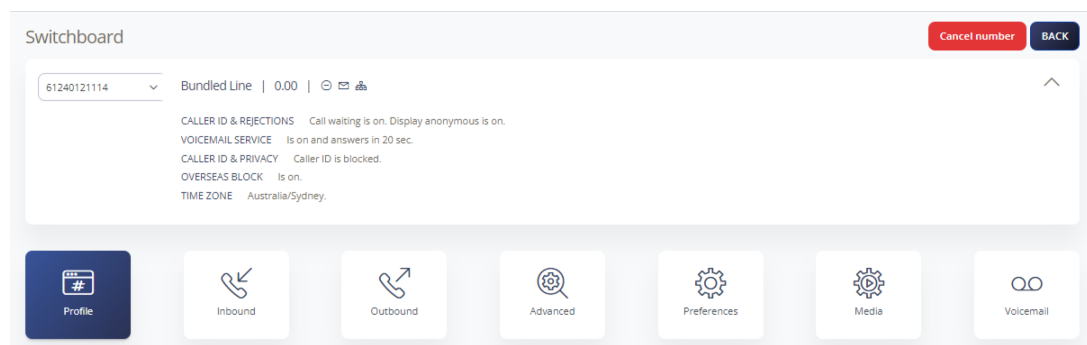 Switchboard
Cancel number BACK
61240121114 Bundled Line | 0.00 |
CALLER ID & REJECTIONS Call waiting is on. Display anonymous is on.
VOICEMAIL SERVICE Is on and answers in 20 sec.
CALLER ID & PRIVACY Caller ID is blocked.
OVERSEAS BLOCK Is on.
TIME ZONE Australia/Sydney.
#
Profile Inbound Outbound Advanced Preferences Media Voicemail